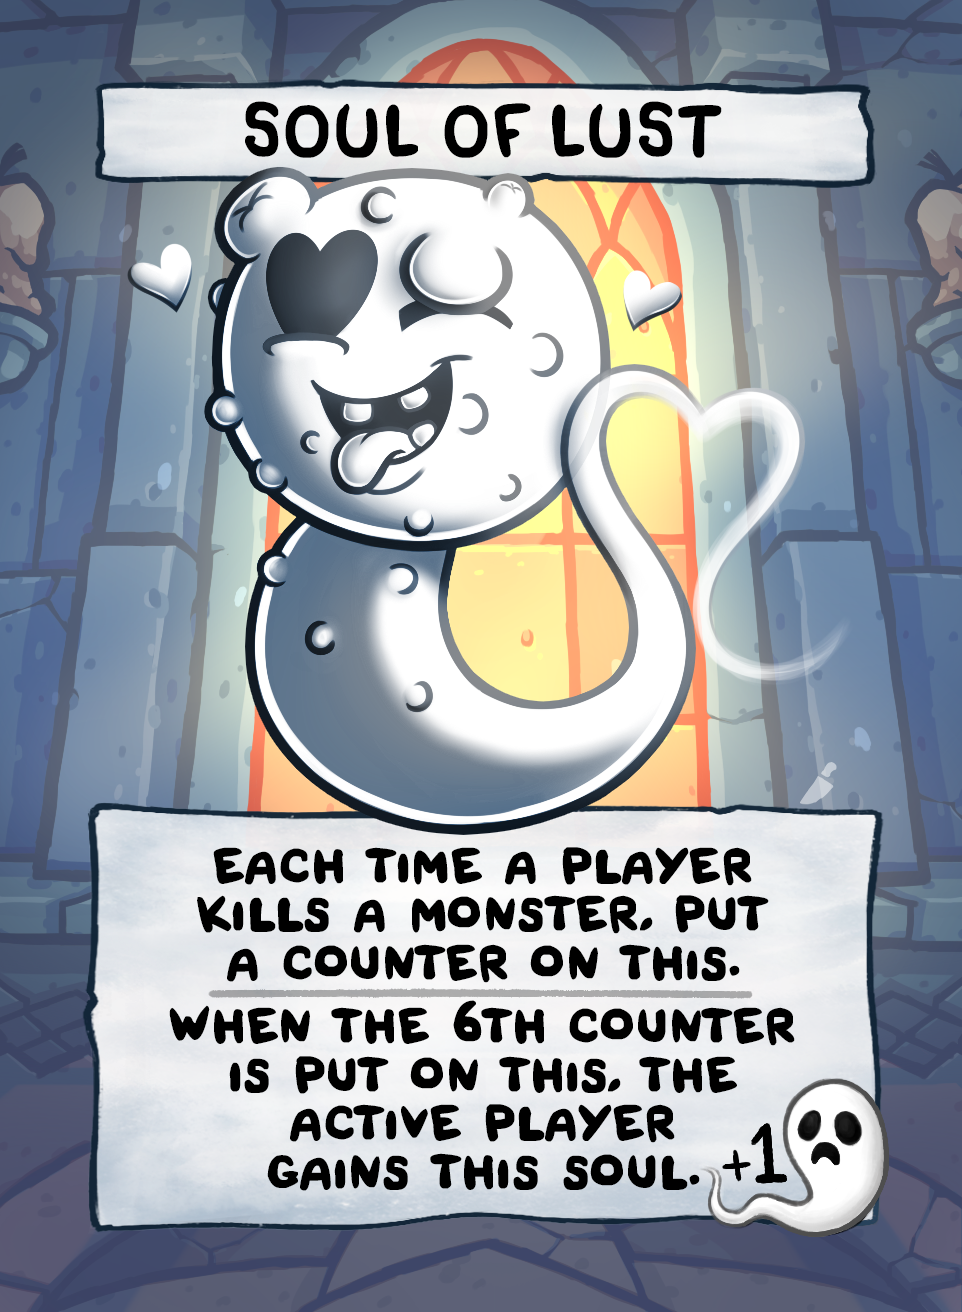 SOUL OF LUST
EACH TIME A PLAYER
KILLS A MONSTER, PUT
A COUNTER ON THIS.
WHEN THE 6TH COUNTER
IS PUT ON THIS, THE
ACTIVE PLAYER
GAINS THIS SOUL.
+1